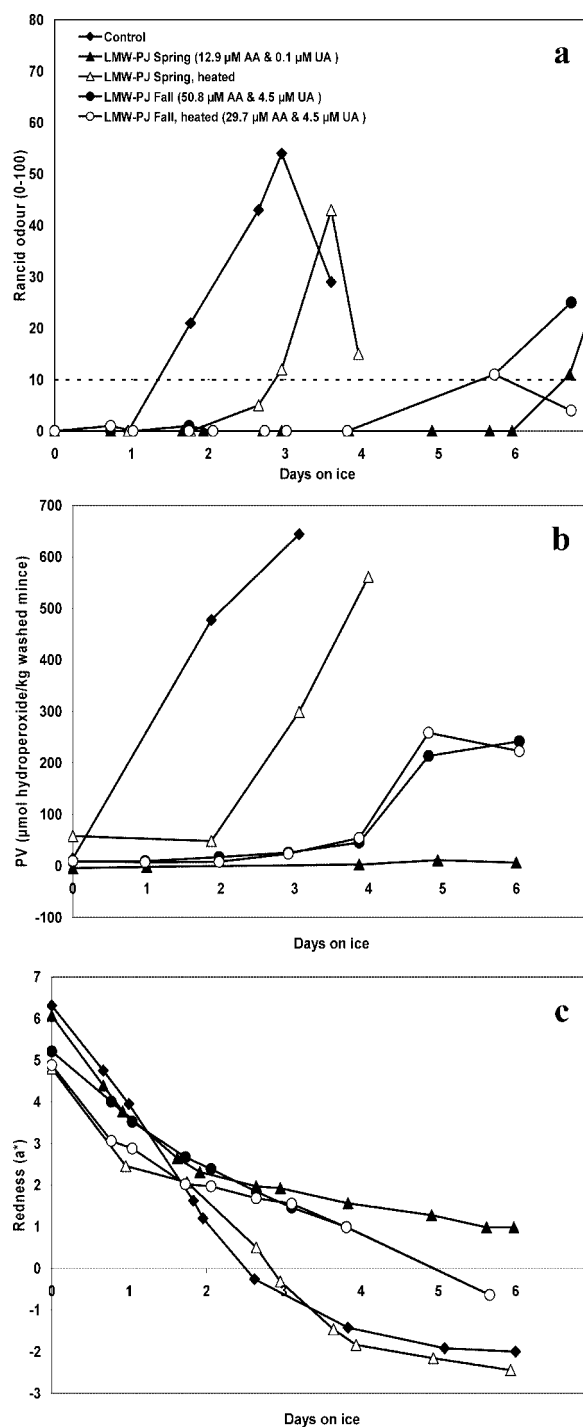 a
Control
LMW-PJ Spring (12.9 µM AA & 0.1 µM UA )
LMW-PJ Spring, heated
LMW-PJ Fall (50.8 µM AA & 4.5 µM UA )
LMW-PJ Fall, heated (29.7 µM AA & 4.5 µM UA )
Rancid odour (0-100)
80
70
60
50
40
30
20
10
0
0 1 2 3 4 5 6
Days on ice
b
PV (µmol hydroperoxide/kg washed mince)
700
600
500
400
300
200
100
0
-100
0 1 2 3 4 5 6
Days on ice
c
Redness (a*)
7
6
5
4
3
2
1
0
-1
-2
-3
0 1 2 3 4 5 6
Days on ice